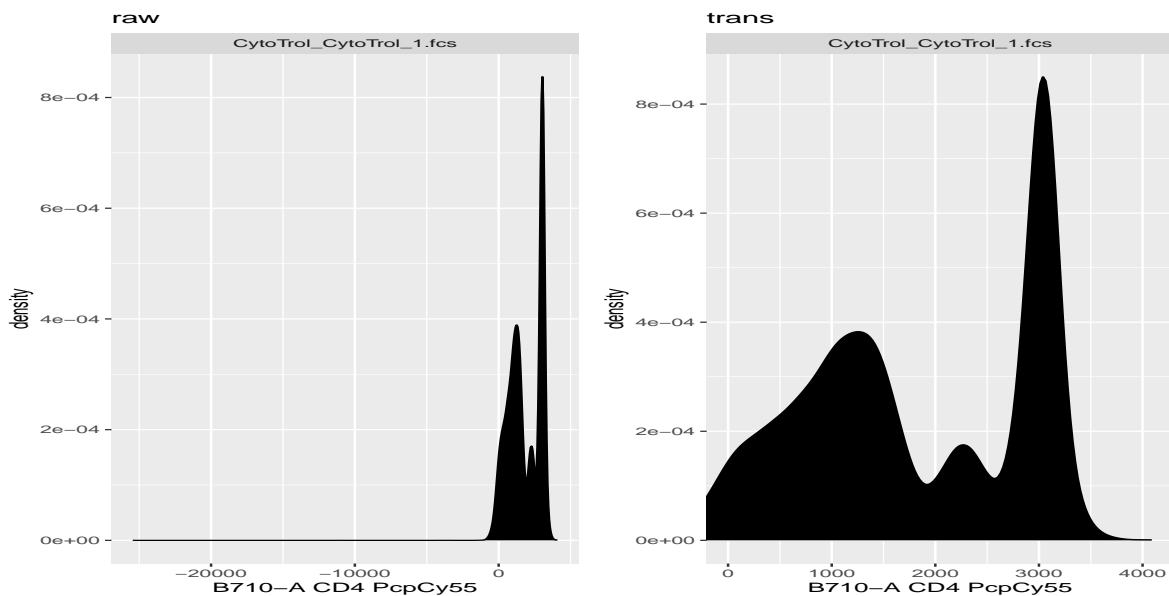 raw
CytoTrol_CytoTrol_1.fcs
8e−04
6e−04
4e−04
2e−04
0e+00
density
−20000 −10000 0
B710−A CD4 PcpCy55
trans
CytoTrol_CytoTrol_1.fcs
8e−04
6e−04
4e−04
2e−04
0e+00
density
0 1000 2000 3000 4000
B710−A CD4 PcpCy55